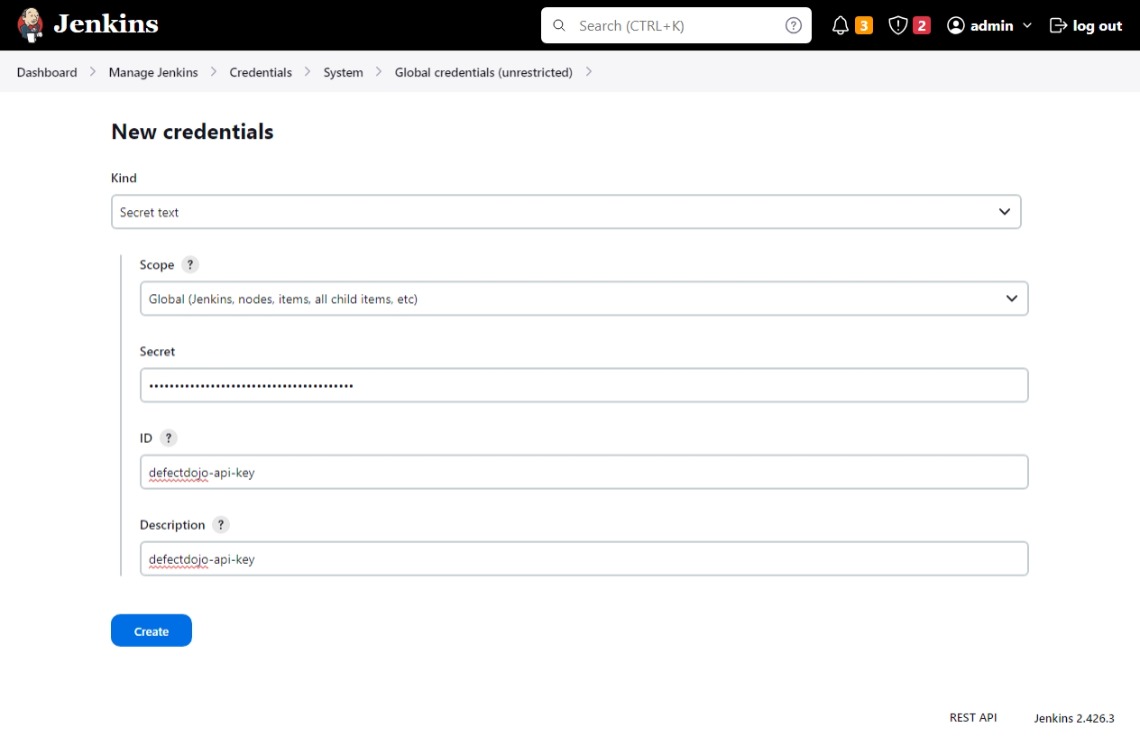 Jenkins
Search (CTRL+K) ?
3
2
admin
log out
Dashboard > Manage Jenkins > Credentials > System > Global credentials (unrestricted) >
New credentials
Kind
Secret text
Scope ?
Global (Jenkins, nodes, items, all child items, etc)
Secret
••••••••••••••••••••••••••••••••••••••••
ID ?
defectdojo-api-key
Description ?
defectdojo-api-key
Create
REST API
Jenkins 2.426.3